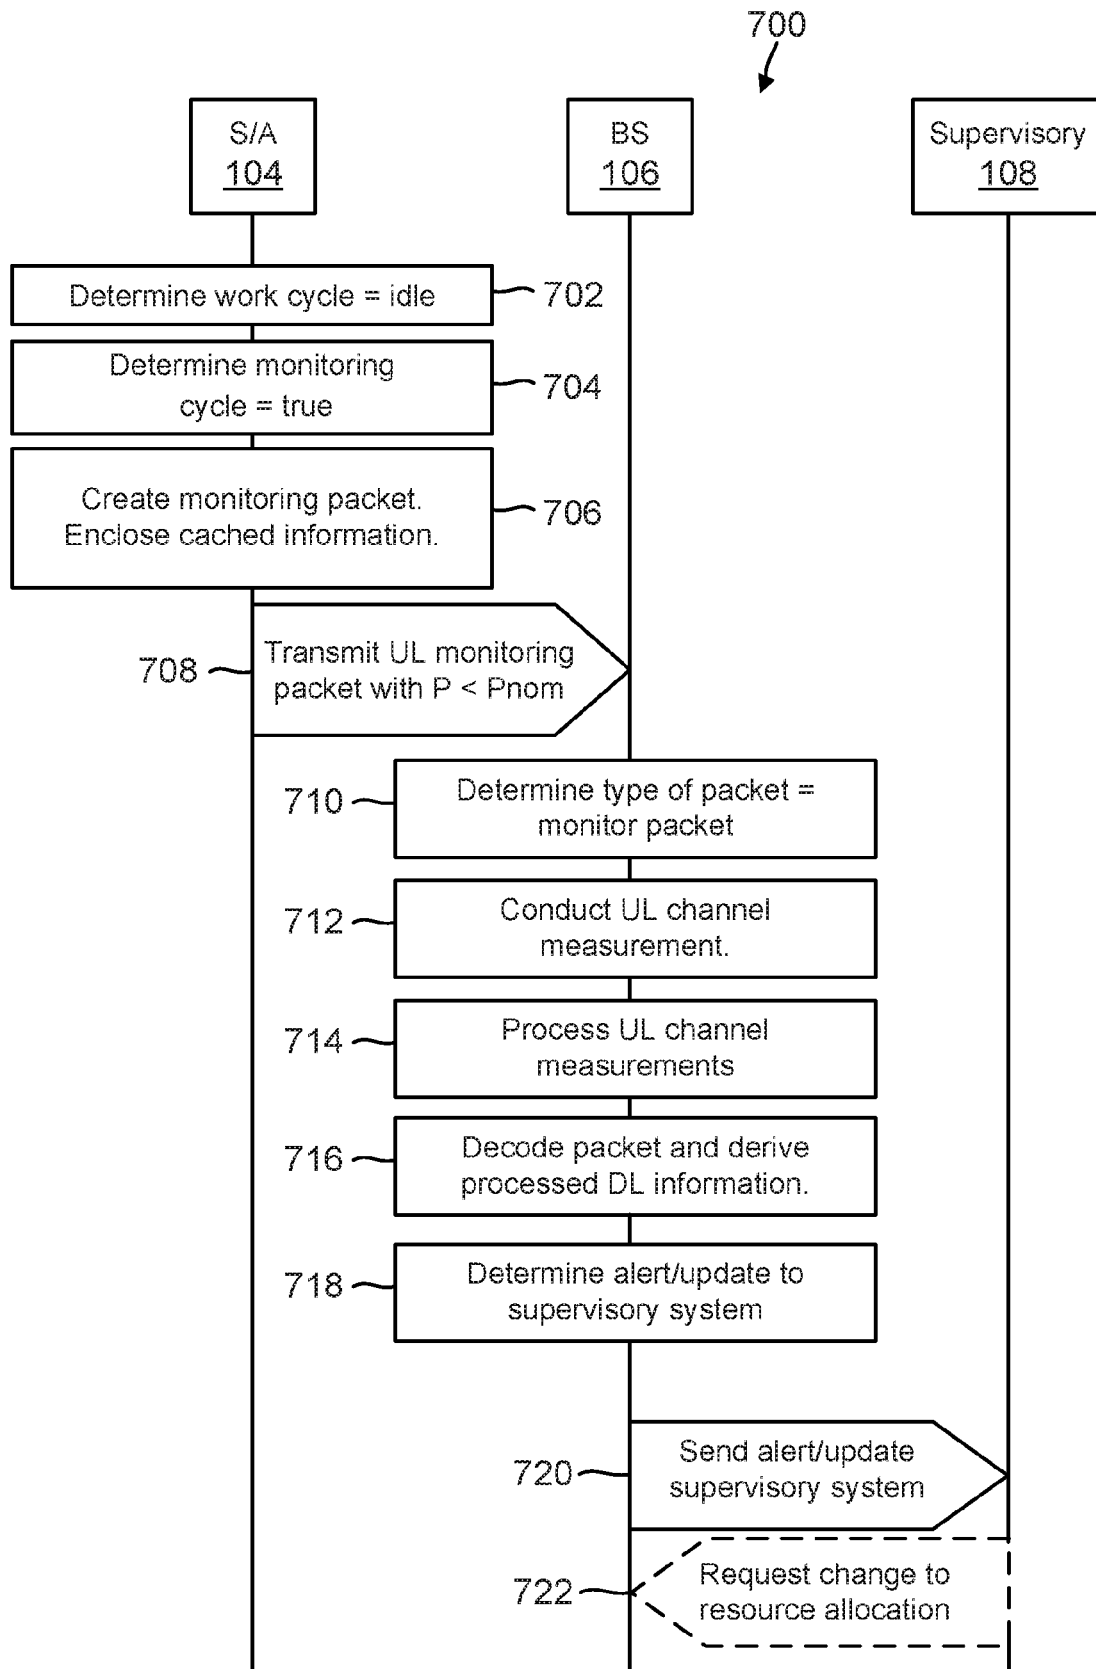 700
S/A
104
BS
106
Supervisory
108
Determine work cycle = idle
702
Determine monitoring
cycle = true
704
Create monitoring packet.
Enclose cached information.
706
708
Transmit UL monitoring
packet with P < Pnom
710
Determine type of packet =
monitor packet
712
Conduct UL channel
measurement.
714
Process UL channel
measurements
716
Decode packet and derive
processed DL information.
718
Determine alert/update to
supervisory system
720
Send alert/update
supervisory system
722
Request change to
resource allocation